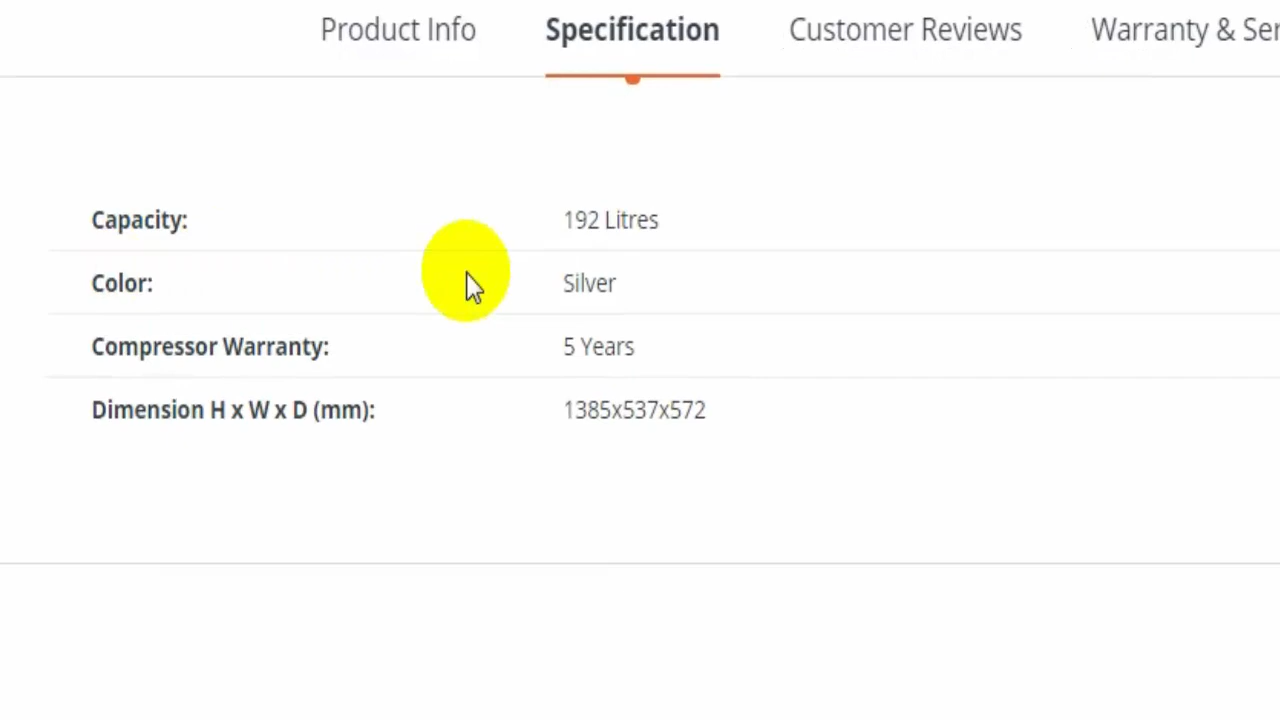 Product Info Specification Customer Reviews Warranty & Ser
Capacity: 192 Litres
Color: Silver
Compressor Warranty: 5 Years
Dimension H x W x D (mm): 1385x537x572